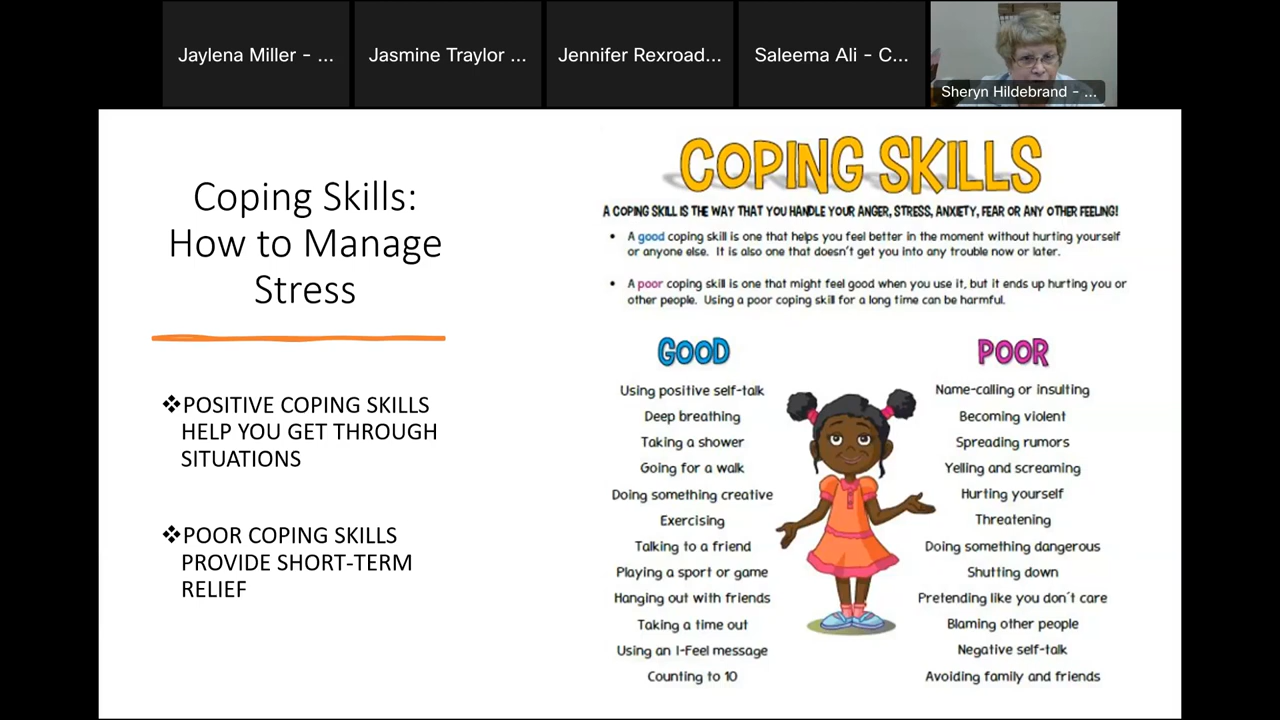 Jaylena Miller - ...
Jasmine Traylor ...
Jennifer Rexroad...
Saleema Ali - C...
Sheryn Hildebrand - ...
Coping Skills:
How to Manage
Stress
❖POSITIVE COPING SKILLS
HELP YOU GET THROUGH
SITUATIONS
❖POOR COPING SKILLS
PROVIDE SHORT-TERM
RELIEF
COPING SKILLS
A COPING SKILL IS THE WAY THAT YOU HANDLE YOUR ANGER, STRESS, ANXIETY, FEAR OR ANY OTHER FEELING!
• A good coping skill is one that helps you feel better in the moment without hurting yourself
or anyone else. It is also one that doesn't get you into any trouble now or later.
• A poor coping skill is one that might feel good when you use it, but it ends up hurting you or
other people. Using a poor coping skill for a long time can be harmful.
GOOD
Using positive self-talk
Deep breathing
Taking a shower
Going for a walk
Doing something creative
Exercising
Talking to a friend
Playing a sport or game
Hanging out with friends
Taking a time out
Using an I-Feel message
Counting to 10
POOR
Name-calling or insulting
Becoming violent
Spreading rumors
Yelling and screaming
Hurting yourself
Threatening
Doing something dangerous
Shutting down
Pretending like you don't care
Blaming other people
Negative self-talk
Avoiding family and friends